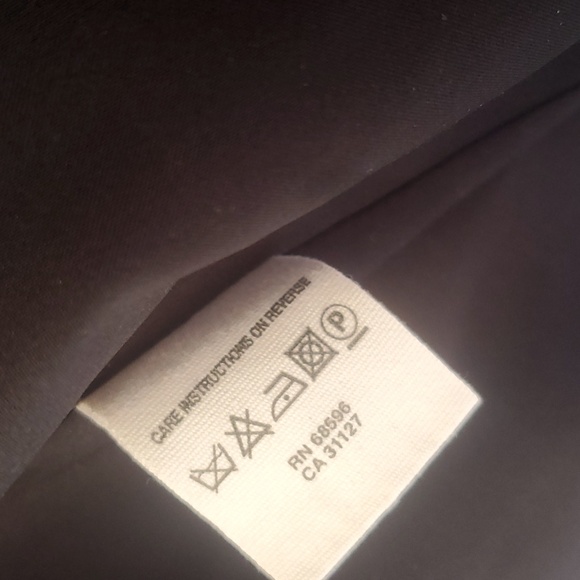 CARE INSTRUCTIONS ON REVERSE
P
RN 68596
CA 31127